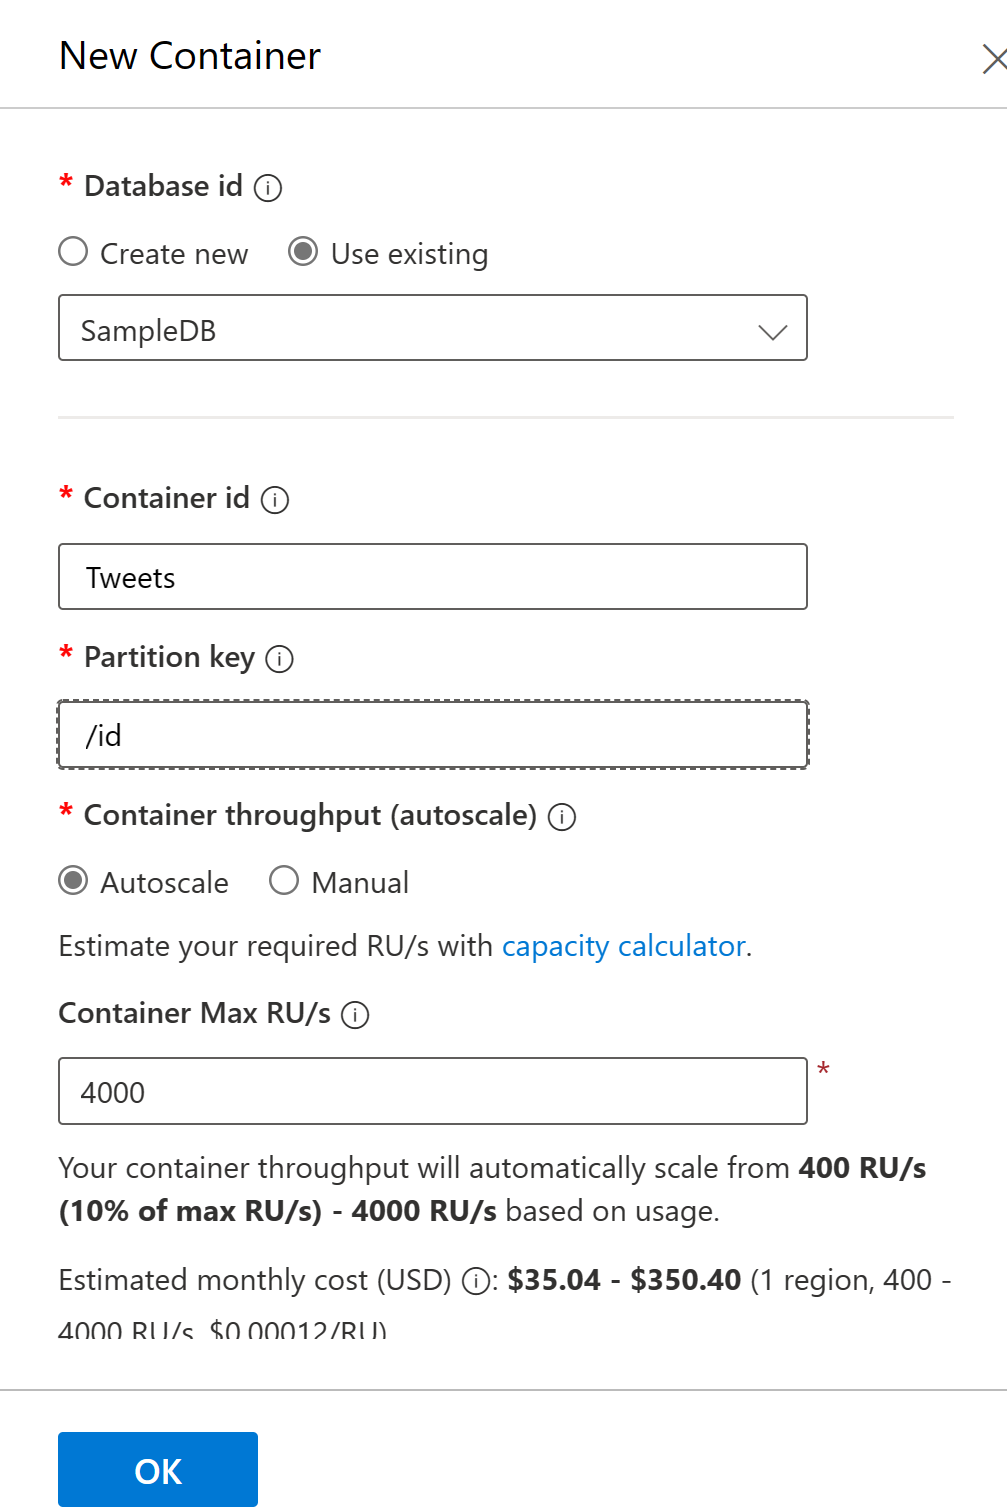 New Container
* Database id
Create new Use existing
SampleDB
* Container id
Tweets
* Partition key
/id
* Container throughput (autoscale)
Autoscale Manual
Estimate your required RU/s with capacity calculator.
Container Max RU/s
4000 *
Your container throughput will automatically scale from 400 RU/s
(10% of max RU/s) - 4000 RU/s based on usage.
Estimated monthly cost (USD) : $35.04 - $350.40 (1 region, 400 -
4000 RU/s, $0.00012/RU)
OK